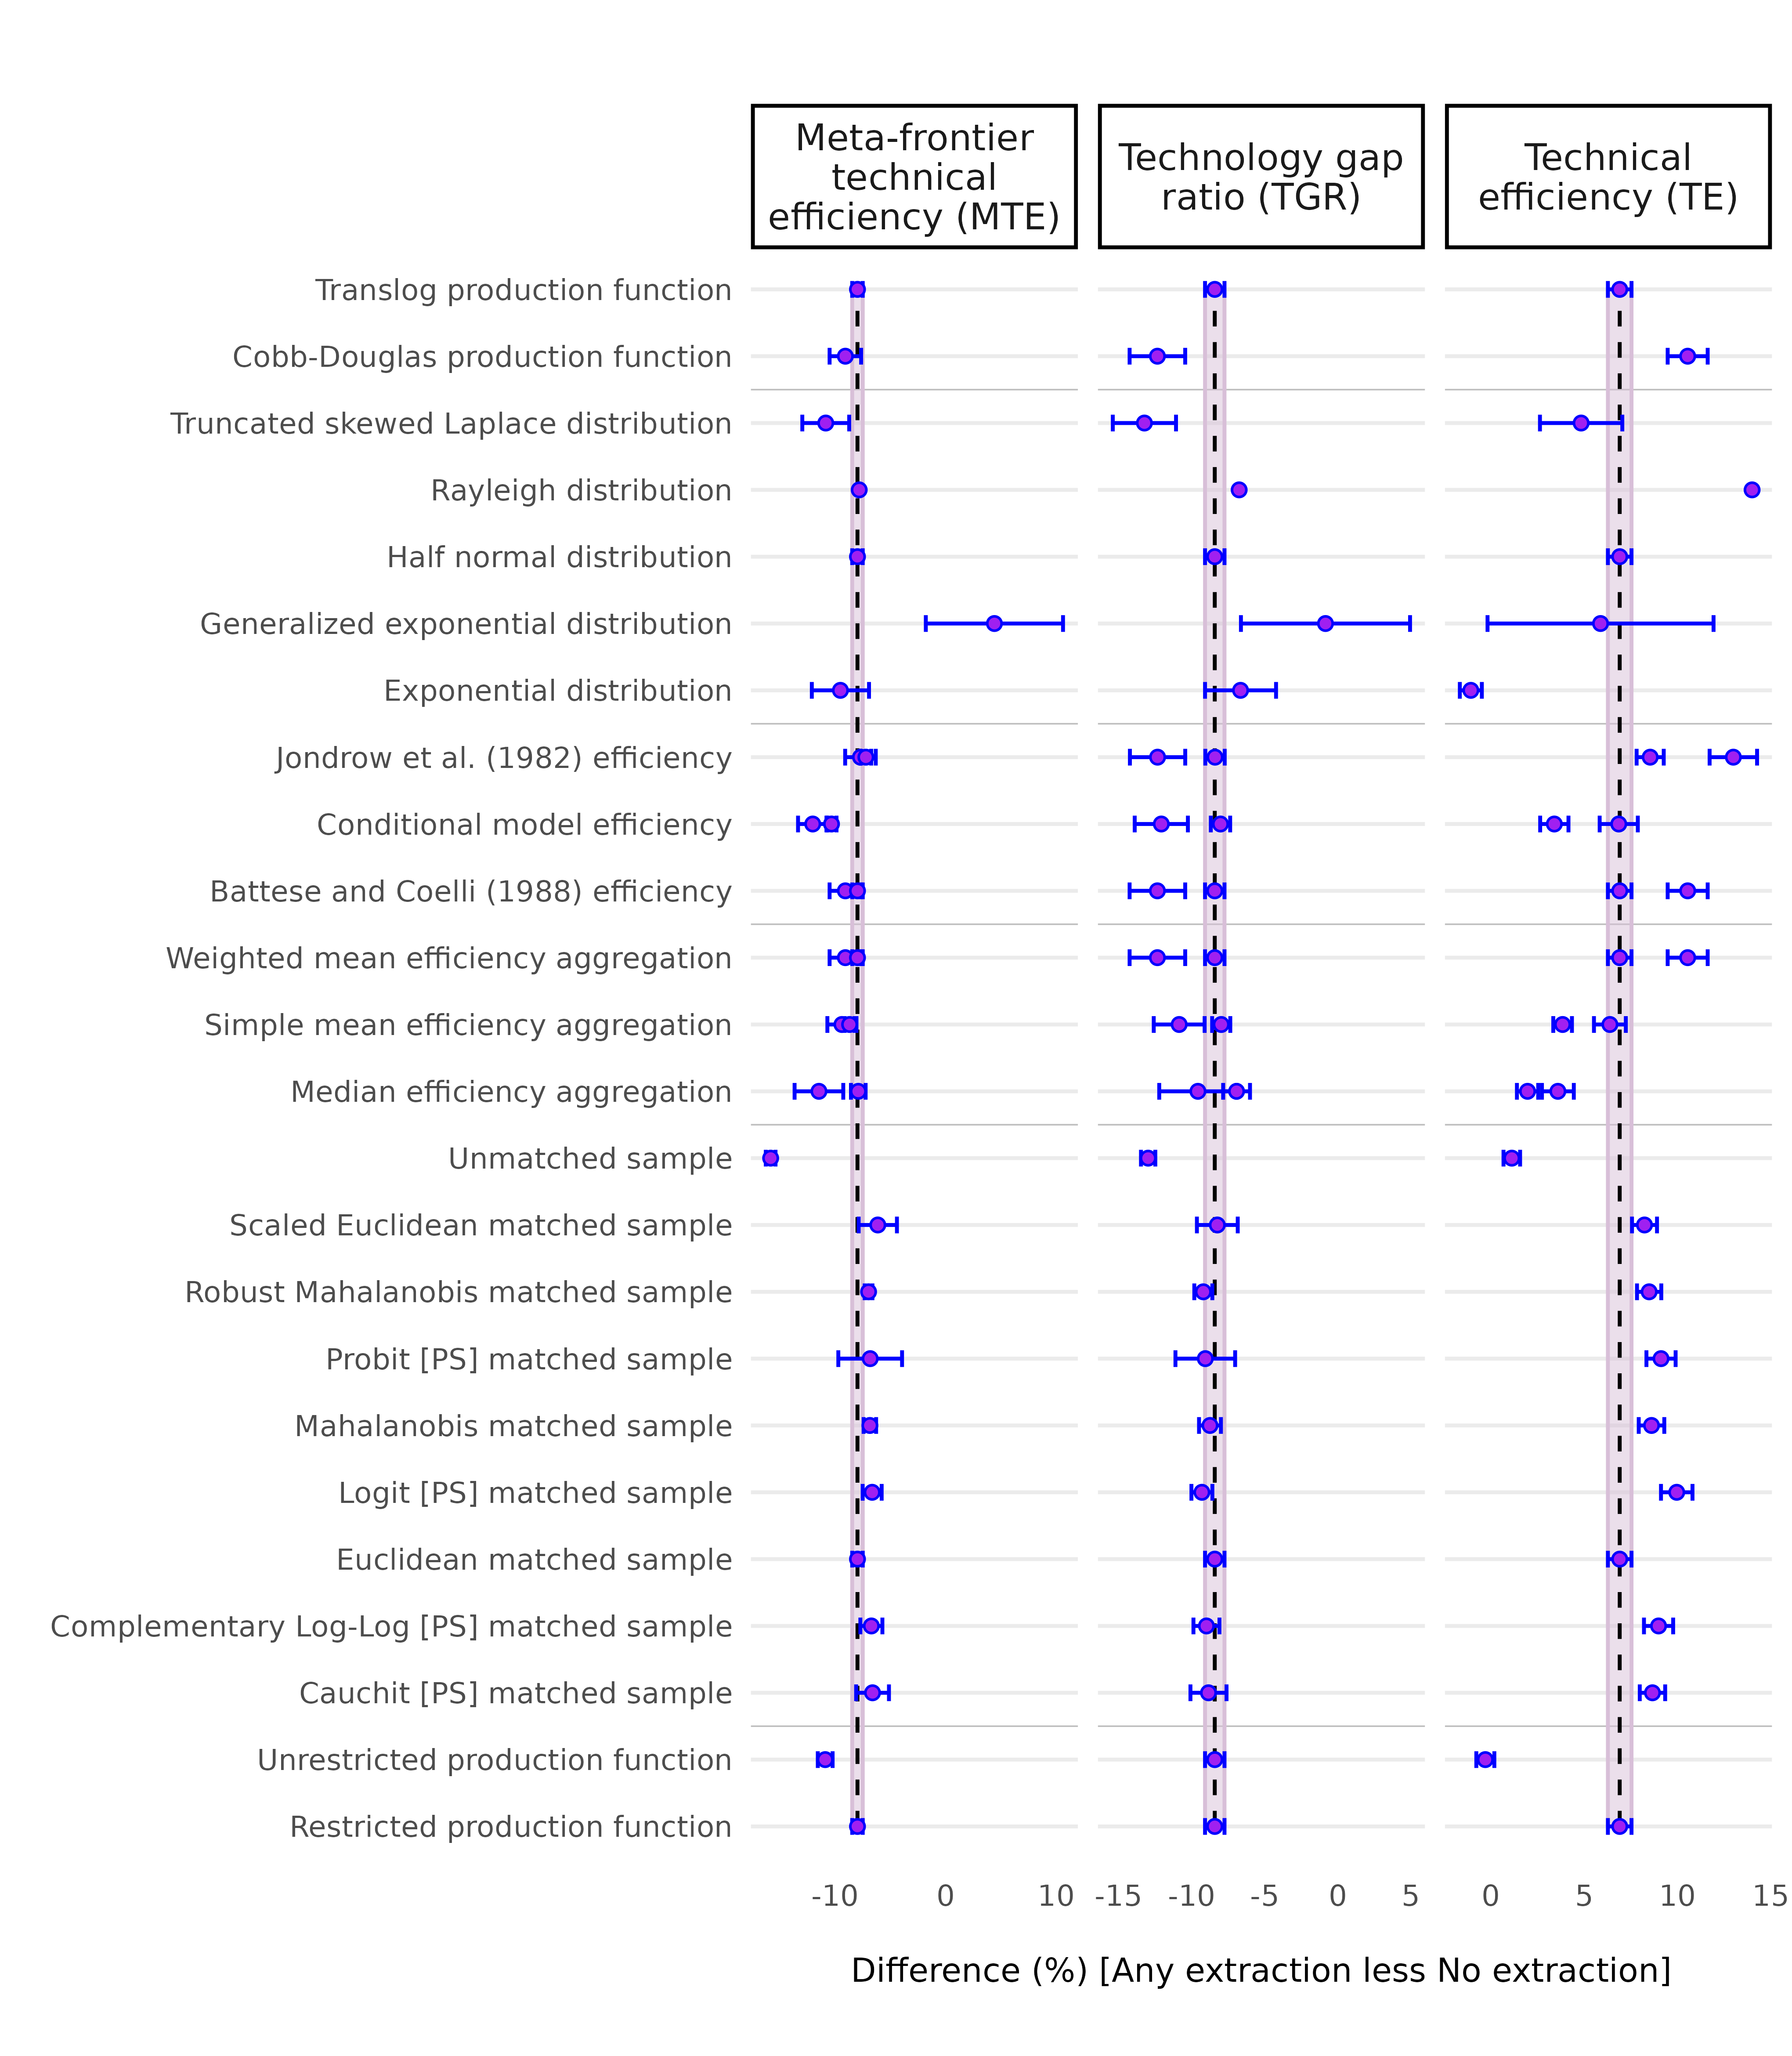 Meta-frontier
technical
efficiency (MTE)
Technology gap
ratio (TGR)
Technical
efficiency (TE)
Translog production function
Cobb-Douglas production function
Truncated skewed Laplace distribution
Rayleigh distribution
Half normal distribution
Generalized exponential distribution
Exponential distribution
Jondrow et al. (1982) efficiency
Conditional model efficiency
Battese and Coelli (1988) efficiency
Weighted mean efficiency aggregation
Simple mean efficiency aggregation
Median efficiency aggregation
Unmatched sample
Scaled Euclidean matched sample
Robust Mahalanobis matched sample
Probit [PS] matched sample
Mahalanobis matched sample
Logit [PS] matched sample
Euclidean matched sample
Complementary Log-Log [PS] matched sample
Cauchit [PS] matched sample
Unrestricted production function
Restricted production function
-10 0 10 -15 -10 -5 0 5 0 5 10 15
Difference (%) [Any extraction less No extraction]